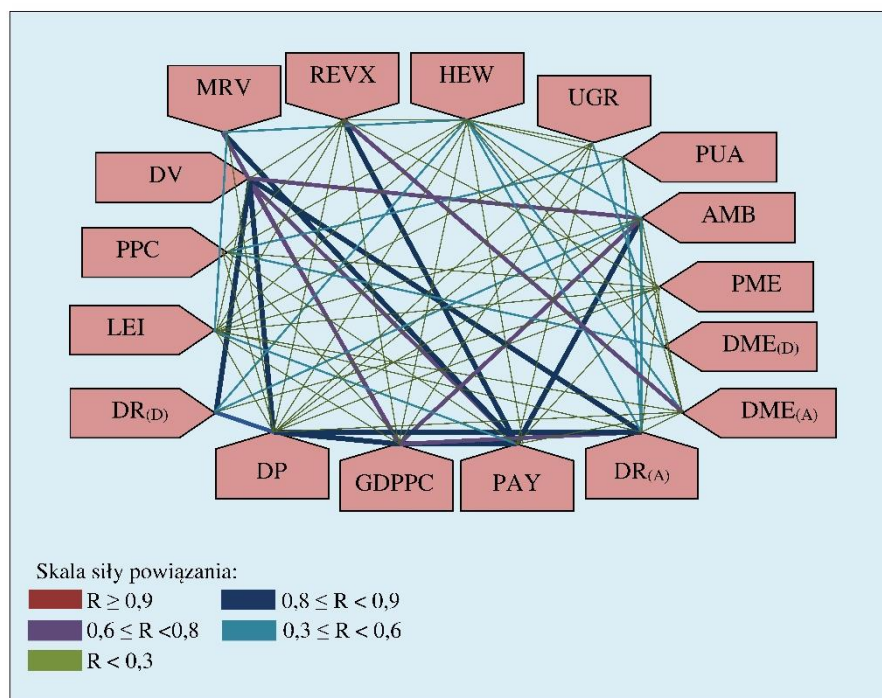 MRV
REVX
HEW
UGR
PUA
DV
AMB
PPC
PME
LEI
DME(D)
DR(D)
DME(A)
DP
GDPPC
PAY
DR(A)
Skala siły powiązania:
R ≥ 0,9
0,8 ≤ R < 0,9
0,6 ≤ R <0,8
0,3 ≤ R < 0,6
R < 0,3